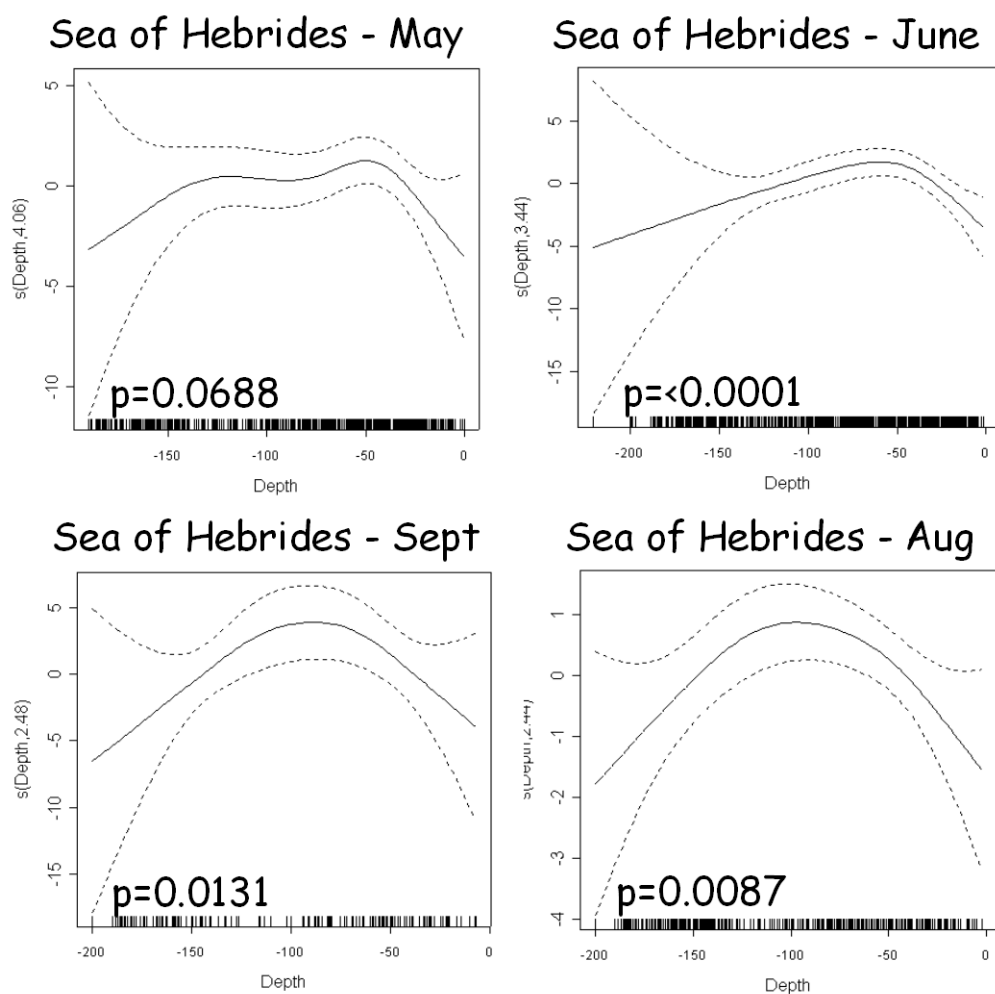 Sea of Hebrides - May
s(Depth,4.06)
5
0
-5
-10
p=0.0688
-150
-100
-50
0
Depth
Sea of Hebrides - June
s(Depth,3.44)
5
0
-5
-10
-15
p=<0.0001
-200
-150
-100
-50
0
Depth
Sea of Hebrides - Sept
s(Depth,2.48)
5
0
-5
-10
-15
p=0.0131
-200
-150
-100
-50
0
Depth
Sea of Hebrides - Aug
1
0
-1
-2
-3
-4
p=0.0087
-200
-150
-100
-50
0
Depth